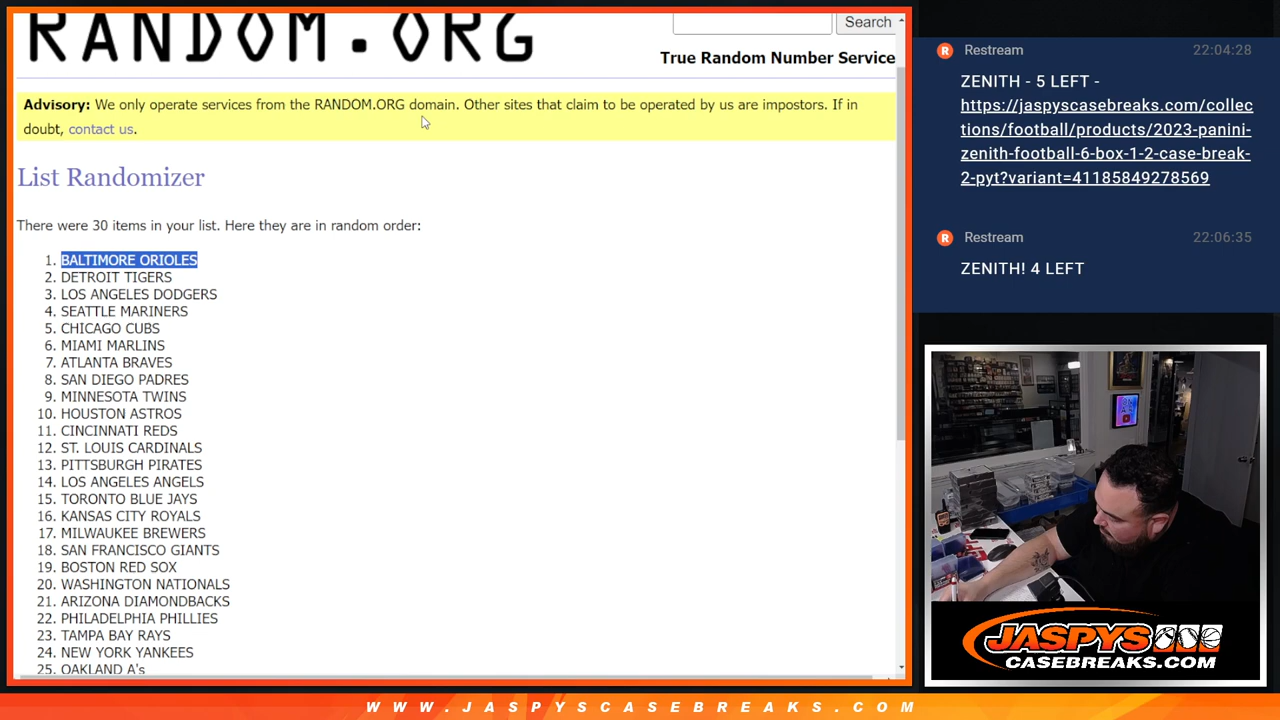 RANDOM.ORG
Search
True Random Number Service
Advisory: We only operate services from the RANDOM.ORG domain. Other sites that claim to be operated by us are impostors. If in
doubt, contact us.
List Randomizer
There were 30 items in your list. Here they are in random order:
1. BALTIMORE ORIOLES
2. DETROIT TIGERS
3. LOS ANGELES DODGERS
4. SEATTLE MARINERS
5. CHICAGO CUBS
6. MIAMI MARLINS
7. ATLANTA BRAVES
8. SAN DIEGO PADRES
9. MINNESOTA TWINS
10. HOUSTON ASTROS
11. CINCINNATI REDS
12. ST. LOUIS CARDINALS
13. PITTSBURGH PIRATES
14. LOS ANGELES ANGELS
15. TORONTO BLUE JAYS
16. KANSAS CITY ROYALS
17. MILWAUKEE BREWERS
18. SAN FRANCISCO GIANTS
19. BOSTON RED SOX
20. WASHINGTON NATIONALS
21. ARIZONA DIAMONDBACKS
22. PHILADELPHIA PHILLIES
23. TAMPA BAY RAYS
24. NEW YORK YANKEES
25. OAKLAND A's
R Restream 22:04:28
ZENITH - 5 LEFT -
https://jaspyscasebreaks.com/collec
tions/football/products/2023-panini-
zenith-football-6-box-1-2-case-break-
2-pyt?variant=41185849278569
R Restream 22:06:35
ZENITH! 4 LEFT
JASPYS
CASEBREAKS.COM
WWW.JASPYSCASEBREAKS.COM